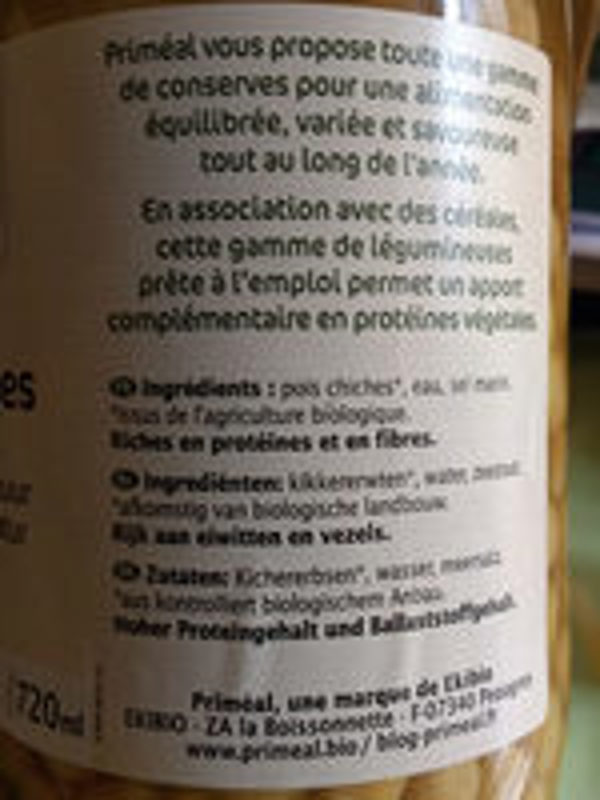 Priméal vous propose toute une gamme
de conserves pour une alimentation
équilibrée, variée et savoureuse
tout au long de l'année.
En association avec des céréales,
cette gamme de légumineuses
prête à l'emploi permet un apport
complémentaire en protéines végétales.
es
Ingrédients : pois chiches*, eau, sel marin.
*issus de l'agriculture biologique.
Riches en protéines et en fibres.
Ingrediënten: kikkererwten*, water, zeezout.
*afkomstig van biologische landbouw.
Rijk aan eiwitten en vezels.
Zutaten: Kichererbsen*, wasser, meersalz.
*aus kontrolliert biologischem Anbau.
Hoher Proteingehalt und Ballaststoffgehalt.
720ml
Priméal, une marque de Ekibio
EKIBIO - ZA la Boissonnette - F-07340 Peaugres
www.primeal.bio / blog-primeal.fr